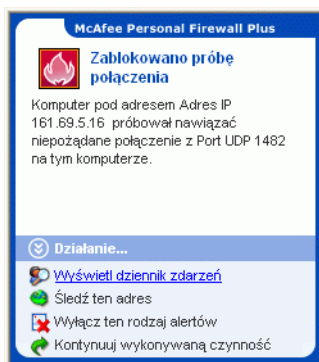 McAfee Personal Firewall Plus
Zablokowano próbę
połączenia
Komputer pod adresem Adres IP
161.69.5.16 próbował nawiązać
niepożądane połączenie z Port UDP 1482
na tym komputerze.
Działanie...
Wyświetl dziennik zdarzeń
Śledź ten adres
Wyłącz ten rodzaj alertów
Kontynuuj wykonywaną czynność